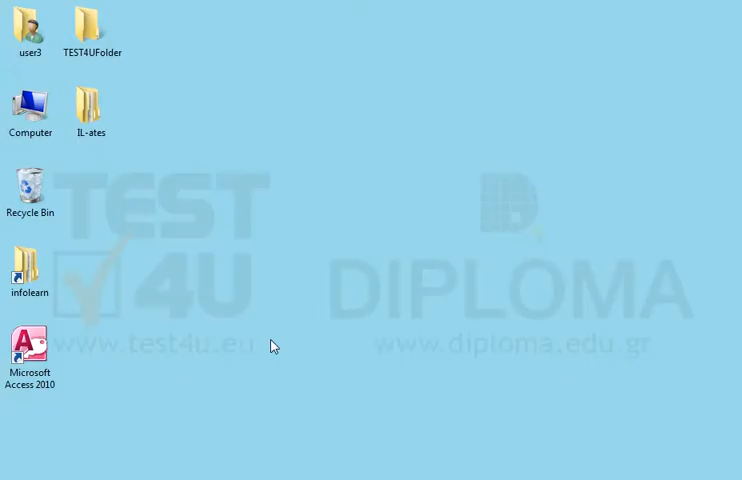 user3
TEST4UFolder
Computer
IL-ates
Recycle Bin
infolearn
Microsoft
Access 2010
TEST
4U
www.test4u.eu
DIPLOMA
www.diploma.edu.gr